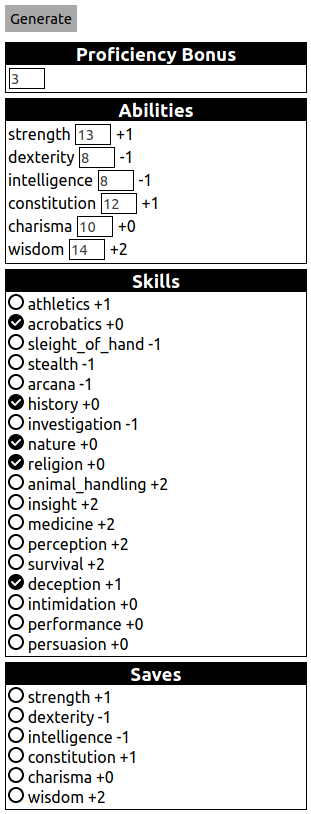 Generate
Proficiency Bonus
3
Abilities
strength 13 +1
dexterity 8 -1
intelligence 8 -1
constitution 12 +1
charisma 10 +0
wisdom 14 +2
Skills
athletics +1
acrobatics +0
sleight_of_hand -1
stealth -1
arcana -1
history +0
investigation -1
nature +0
religion +0
animal_handling +2
insight +2
medicine +2
perception +2
survival +2
deception +1
intimidation +0
performance +0
persuasion +0
Saves
strength +1
dexterity -1
intelligence -1
constitution +1
charisma +0
wisdom +2